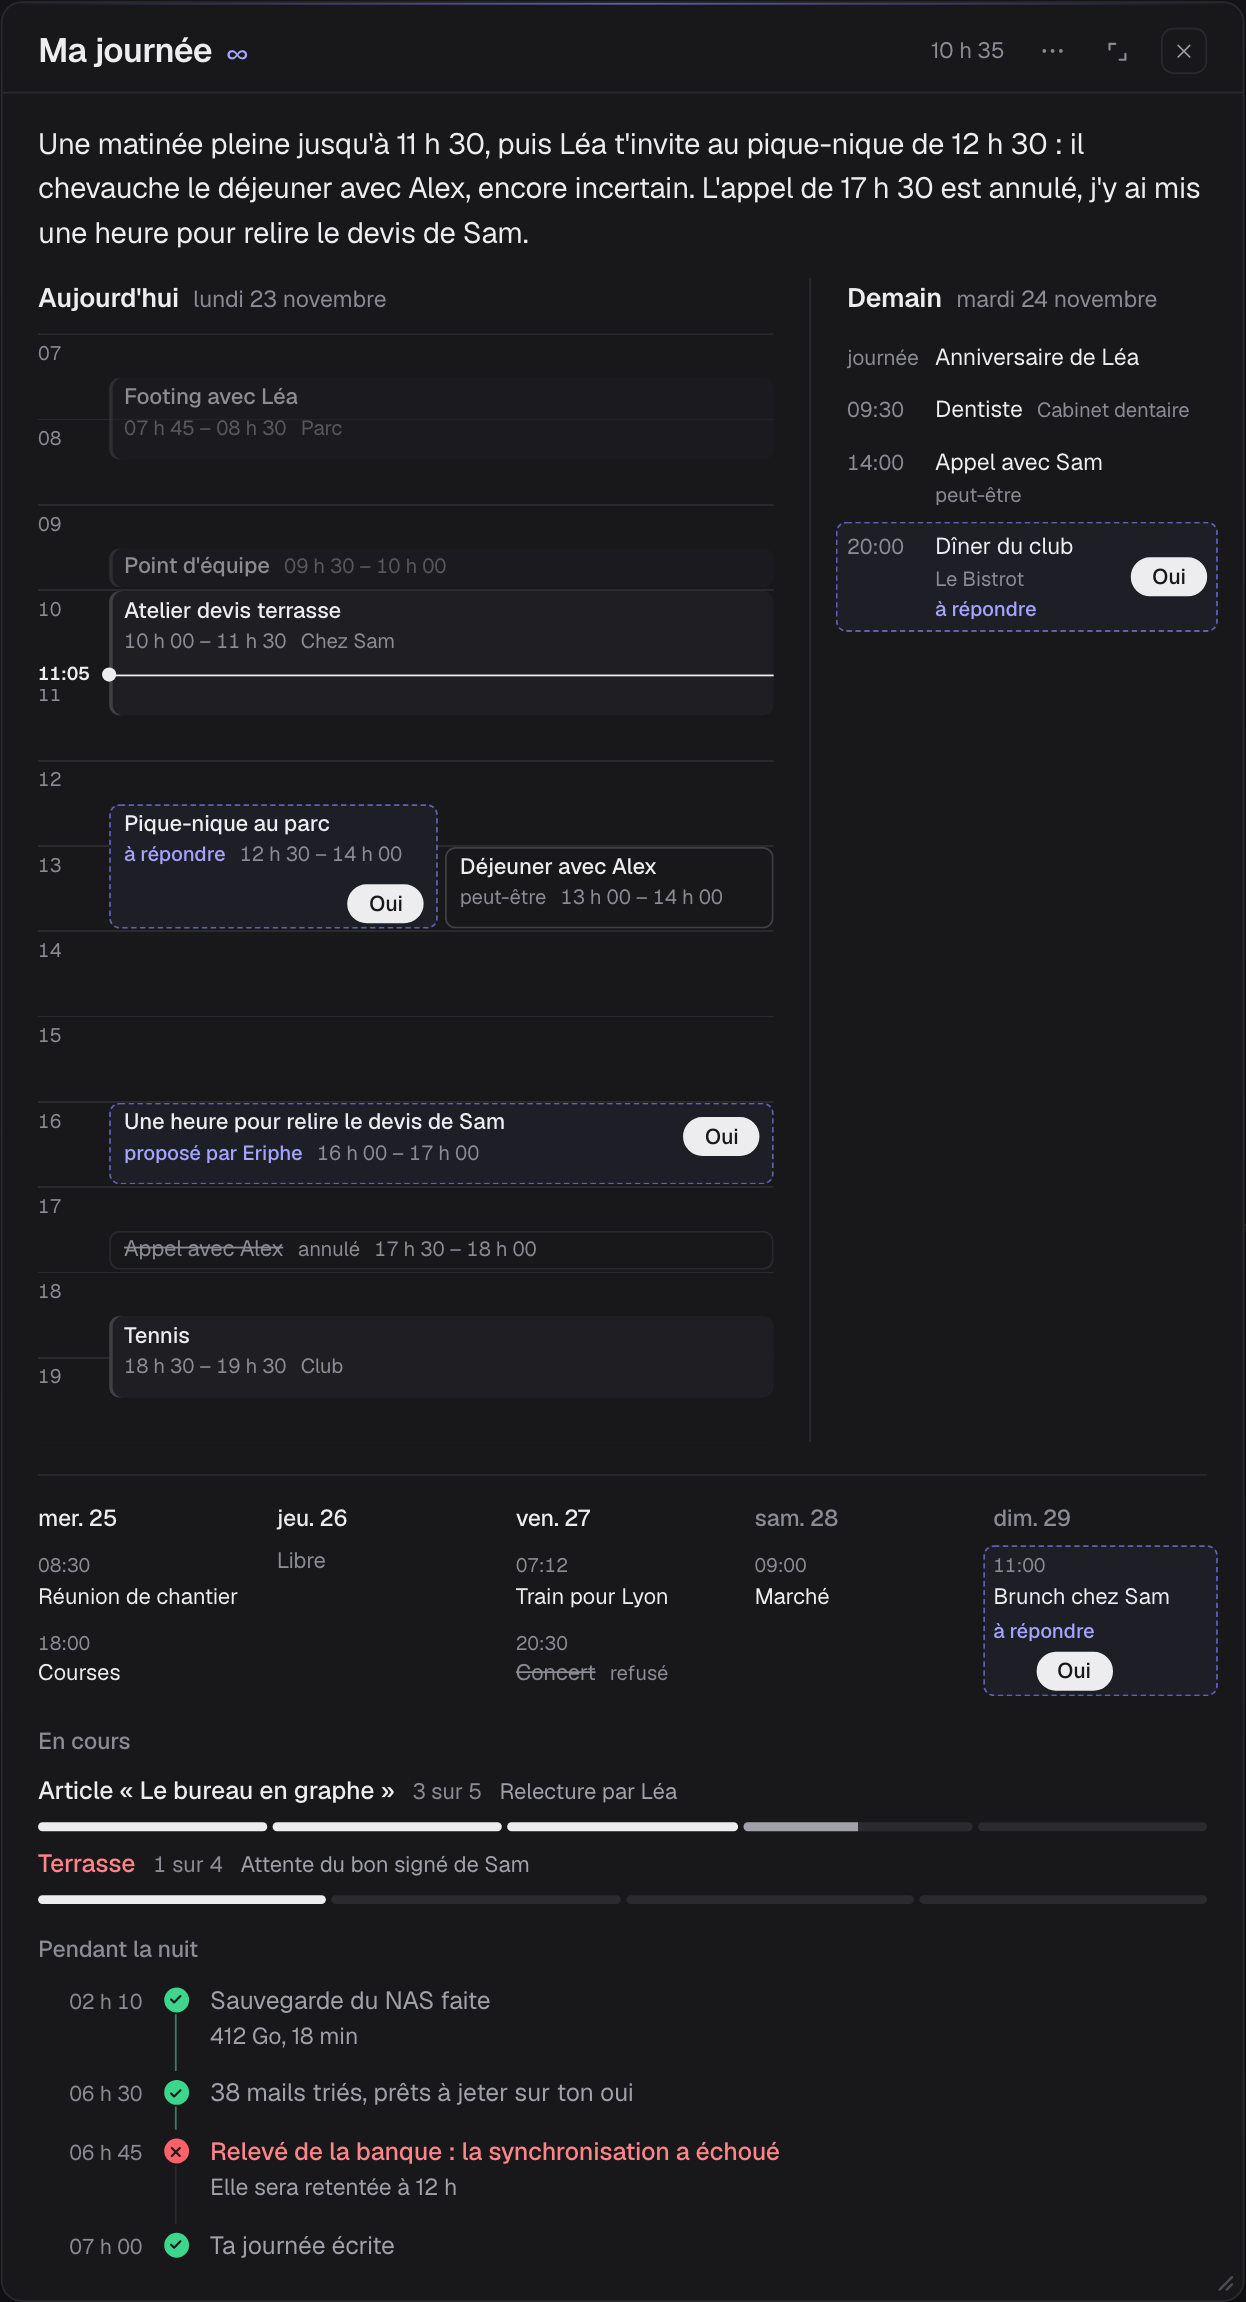 Ma journée ∞
10 h 35
Une matinée pleine jusqu'à 11 h 30, puis Léa t'invite au pique-nique de 12 h 30 : il
chevauche le déjeuner avec Alex, encore incertain. L'appel de 17 h 30 est annulé, j'y ai mis
une heure pour relire le devis de Sam.
Aujourd'hui lundi 23 novembre
07
Footing avec Léa
07 h 45 – 08 h 30 Parc
08
09
Point d'équipe 09 h 30 – 10 h 00
10
Atelier devis terrasse
10 h 00 – 11 h 30 Chez Sam
11:05
11
12
Pique-nique au parc
à répondre 12 h 30 – 14 h 00
Oui
13
Déjeuner avec Alex
peut-être 13 h 00 – 14 h 00
14
15
16
Une heure pour relire le devis de Sam
proposé par Eriphe 16 h 00 – 17 h 00
Oui
17
Appel avec Alex annulé 17 h 30 – 18 h 00
18
Tennis
18 h 30 – 19 h 30 Club
19
Demain mardi 24 novembre
journée Anniversaire de Léa
09:30 Dentiste Cabinet dentaire
14:00 Appel avec Sam
peut-être
20:00 Dîner du club
Le Bistrot
à répondre
Oui
mer. 25
08:30
Réunion de chantier
18:00
Courses
jeu. 26
Libre
ven. 27
07:12
Train pour Lyon
20:30
Concert refusé
sam. 28
09:00
Marché
dim. 29
11:00
Brunch chez Sam
à répondre
Oui
En cours
Article « Le bureau en graphe » 3 sur 5 Relecture par Léa
Terrasse 1 sur 4 Attente du bon signé de Sam
Pendant la nuit
02 h 10 Sauvegarde du NAS faite
412 Go, 18 min
06 h 30 38 mails triés, prêts à jeter sur ton oui
06 h 45 Relevé de la banque : la synchronisation a échoué
Elle sera retentée à 12 h
07 h 00 Ta journée écrite